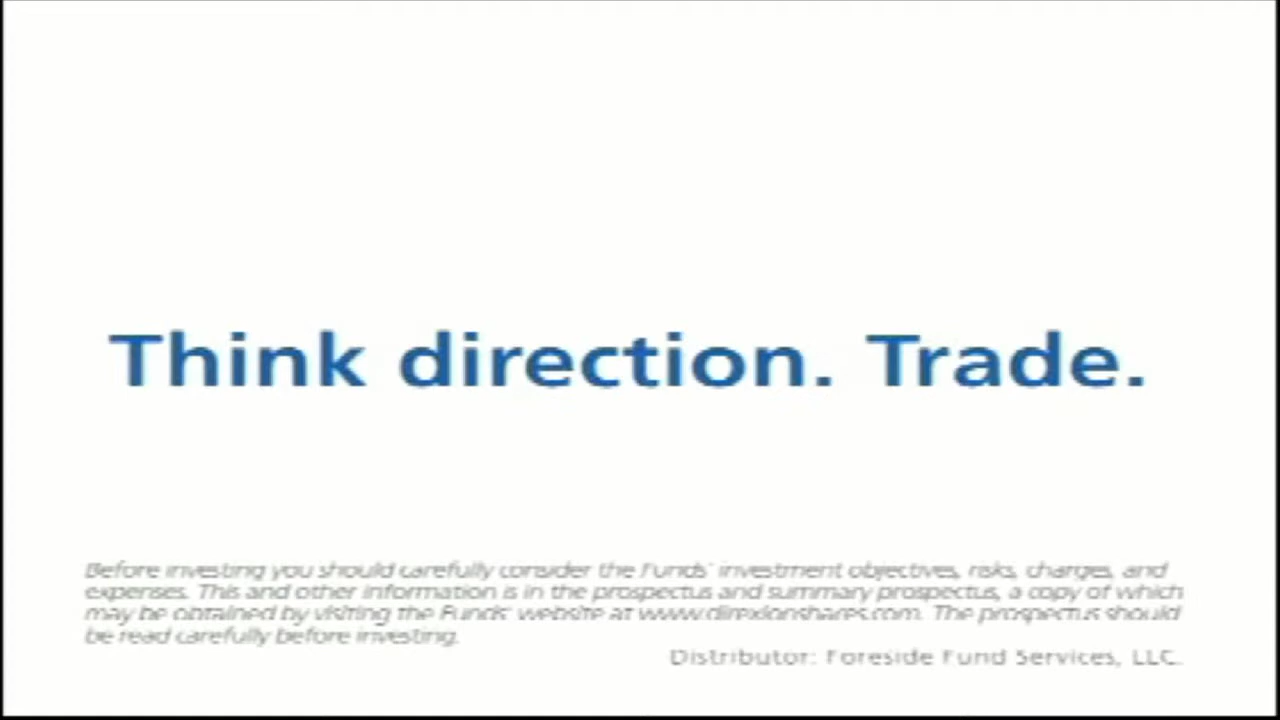 Think direction. Trade.
Before investing you should carefully consider the Funds' investment objectives, risks, charges, and
expenses. This and other information is in the prospectus and summary prospectus, a copy of which
may be obtained by visiting the Funds' website at www.direxionshares.com. The prospectus should
be read carefully before investing.
Distributor: Foreside Fund Services, LLC.